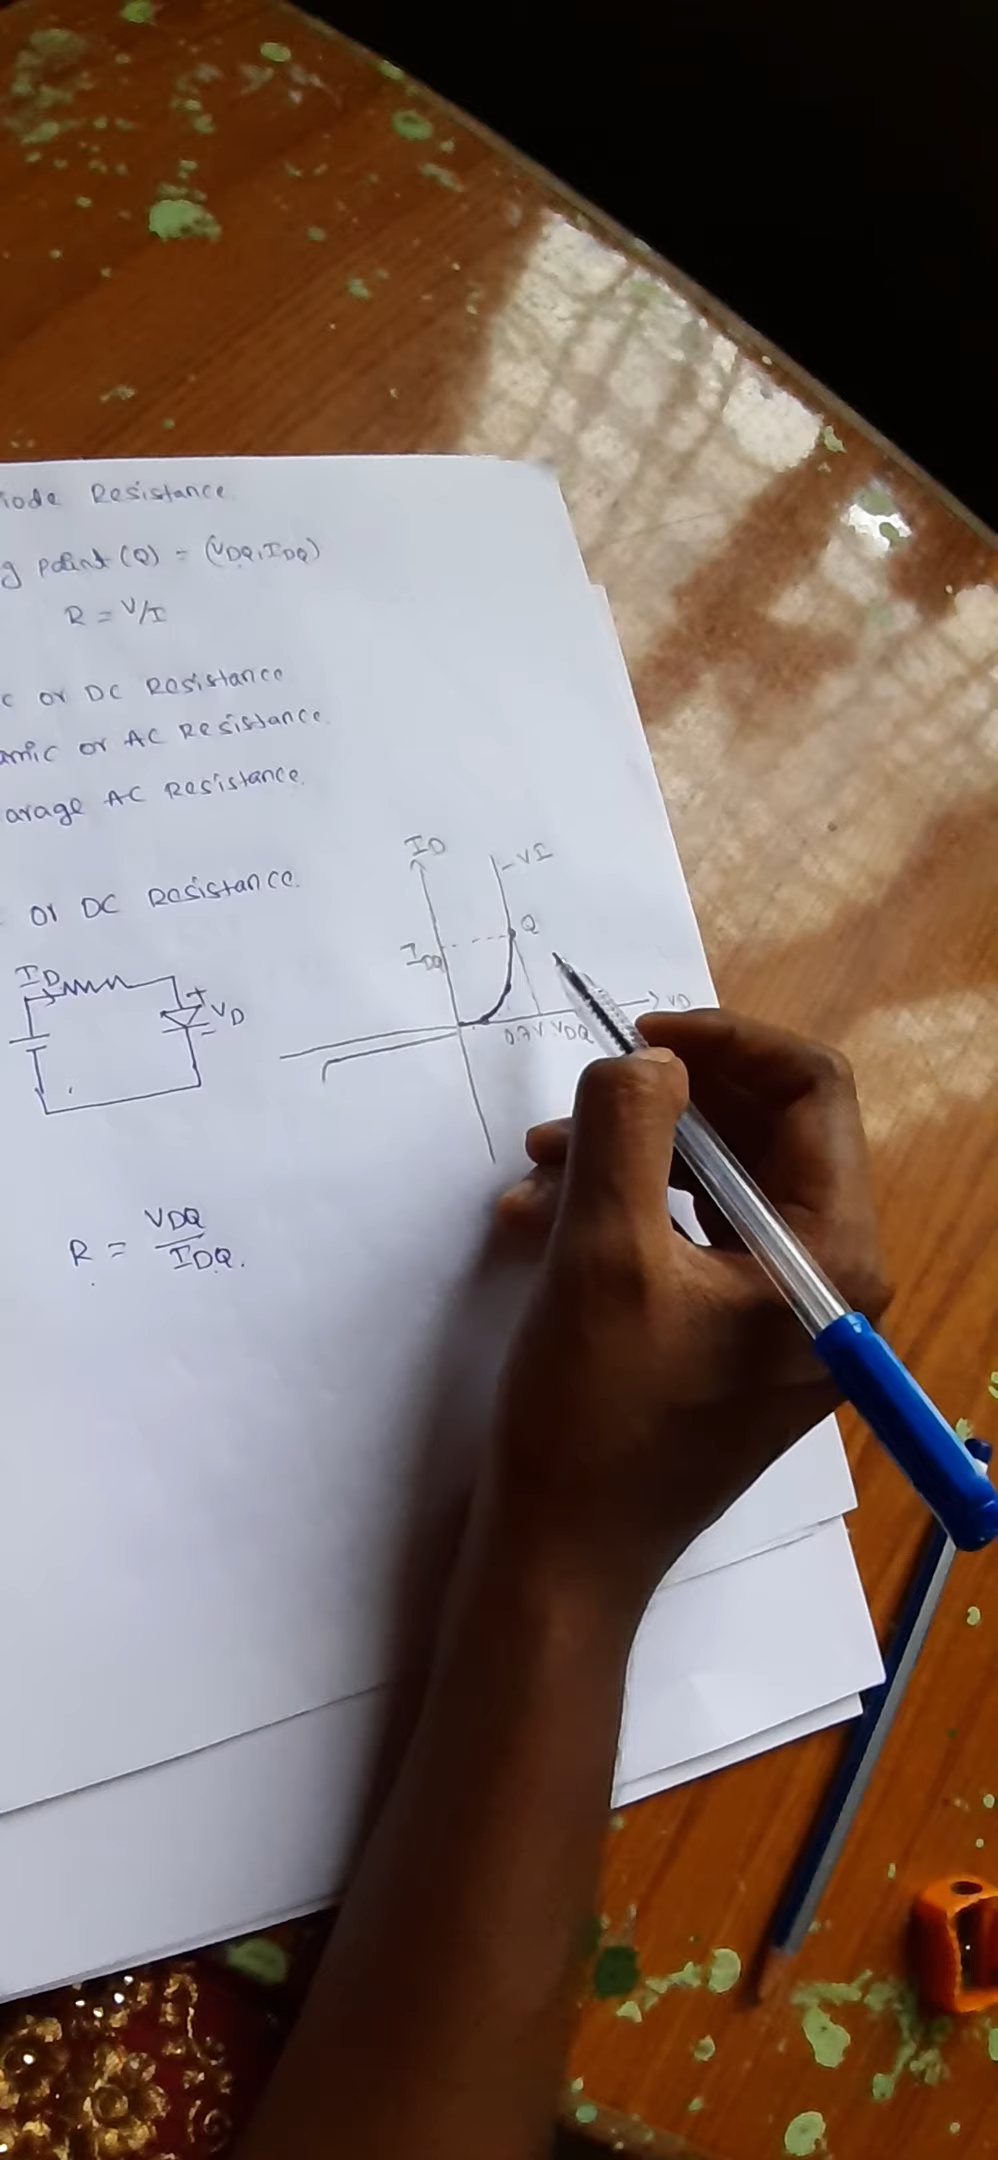 iode Resistance
g point (Q) = (VDQ, IDQ)
R = V/I
c or DC Resistance
amic or AC Resistance
arage AC Resistance.
or DC Resistance.
ID
+
VD
-
ID
- VI
Q
IDQ
0.7V VDQ
VD
R = VDQ
IDQ.